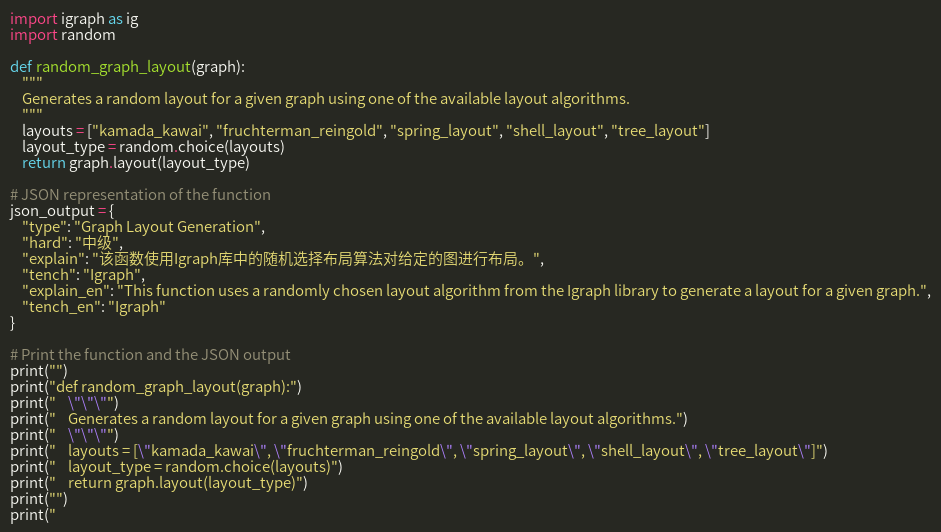 import igraph as ig
import random

def random_graph_layout(graph):
    """
    Generates a random layout for a given graph using one of the available layout algorithms.
    """
    layouts = ["kamada_kawai", "fruchterman_reingold", "spring_layout", "shell_layout", "tree_layout"]
    layout_type = random.choice(layouts)
    return graph.layout(layout_type)

# JSON representation of the function
json_output = {
    "type": "Graph Layout Generation",
    "hard": "中级",
    "explain": "该函数使用Igraph库中的随机选择布局算法对给定的图进行布局。",
    "tench": "Igraph",
    "explain_en": "This function uses a randomly chosen layout algorithm from the Igraph library to generate a layout for a given graph.",
    "tench_en": "Igraph"
}

# Print the function and the JSON output
print("")
print("def random_graph_layout(graph):")
print("    \"\"\"")
print("    Generates a random layout for a given graph using one of the available layout algorithms.")
print("    \"\"\"")
print("    layouts = [\"kamada_kawai\", \"fruchterman_reingold\", \"spring_layout\", \"shell_layout\", \"tree_layout\"]")
print("    layout_type = random.choice(layouts)")
print("    return graph.layout(layout_type)")
print("")
print("